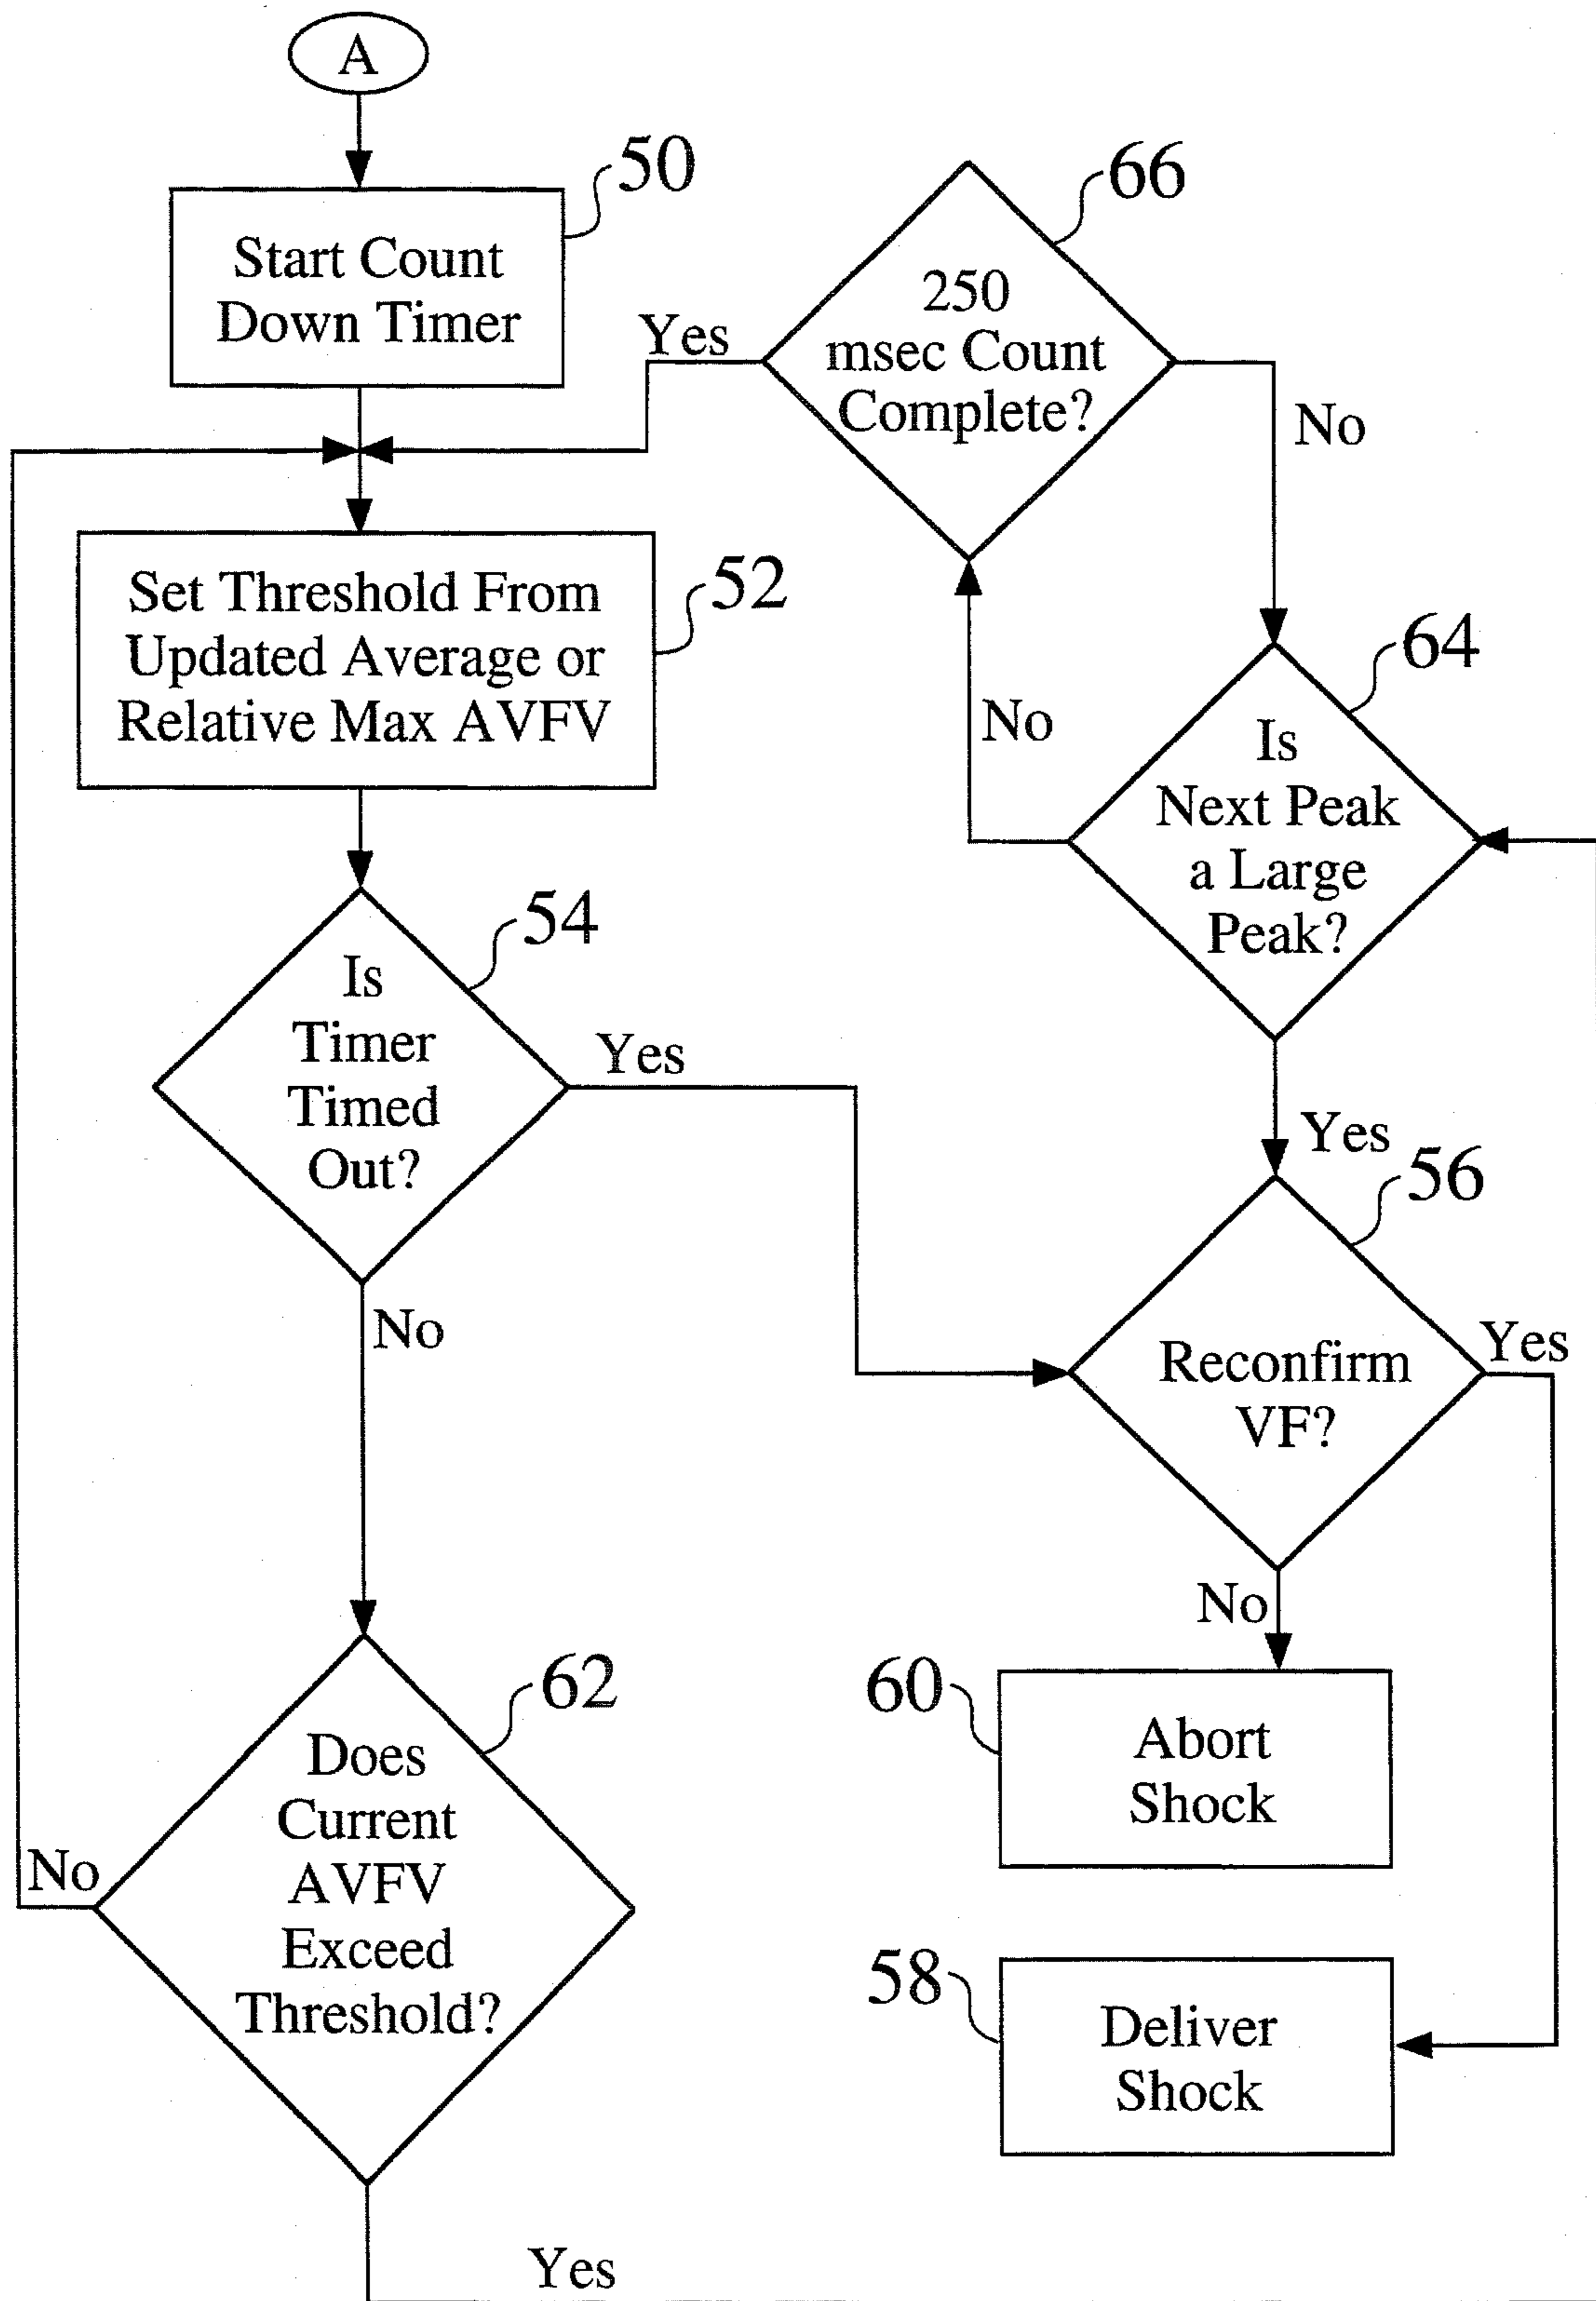 A
50
Start Count
Down Timer
66
250
msec Count
Complete?
Yes
No
Set Threshold From
Updated Average or
Relative Max AVFV
52
64
Is
Next Peak
a Large
Peak?
No
Yes
54
Is
Timer
Timed
Out?
Yes
No
56
Reconfirm
VF?
Yes
No
62
Does
Current
AVFV
Exceed
Threshold?
No
Yes
60
Abort
Shock
58
Deliver
Shock